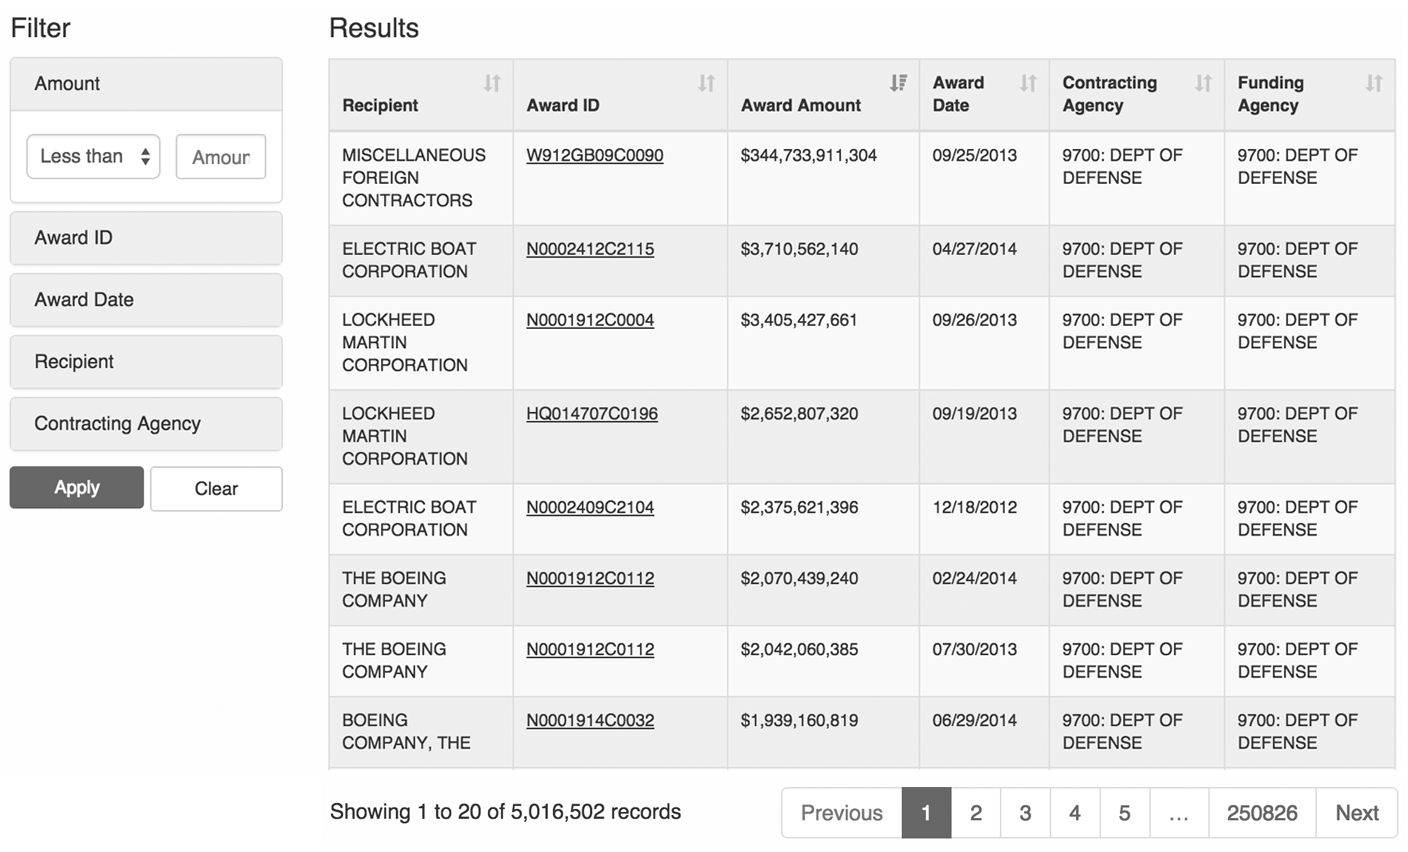 Filter
Amount
Less than
Amour
Award ID
Award Date
Recipient
Contracting Agency
Apply
Clear
Results
Recipient
Award ID
Award Amount
Award
Date
Contracting
Agency
Funding
Agency
MISCELLANEOUS
FOREIGN
CONTRACTORS
W912GB09C0090
$344,733,911,304
09/25/2013
9700: DEPT OF
DEFENSE
9700: DEPT OF
DEFENSE
ELECTRIC BOAT
CORPORATION
N0002412C2115
$3,710,562,140
04/27/2014
9700: DEPT OF
DEFENSE
9700: DEPT OF
DEFENSE
LOCKHEED
MARTIN
CORPORATION
N0001912C0004
$3,405,427,661
09/26/2013
9700: DEPT OF
DEFENSE
9700: DEPT OF
DEFENSE
LOCKHEED
MARTIN
CORPORATION
HQ014707C0196
$2,652,807,320
09/19/2013
9700: DEPT OF
DEFENSE
9700: DEPT OF
DEFENSE
ELECTRIC BOAT
CORPORATION
N0002409C2104
$2,375,621,396
12/18/2012
9700: DEPT OF
DEFENSE
9700: DEPT OF
DEFENSE
THE BOEING
COMPANY
N0001912C0112
$2,070,439,240
02/24/2014
9700: DEPT OF
DEFENSE
9700: DEPT OF
DEFENSE
THE BOEING
COMPANY
N0001912C0112
$2,042,060,385
07/30/2013
9700: DEPT OF
DEFENSE
9700: DEPT OF
DEFENSE
BOEING
COMPANY, THE
N0001914C0032
$1,939,160,819
06/29/2014
9700: DEPT OF
DEFENSE
9700: DEPT OF
DEFENSE
Showing 1 to 20 of 5,016,502 records
Previous 1 2 3 4 5 ... 250826 Next